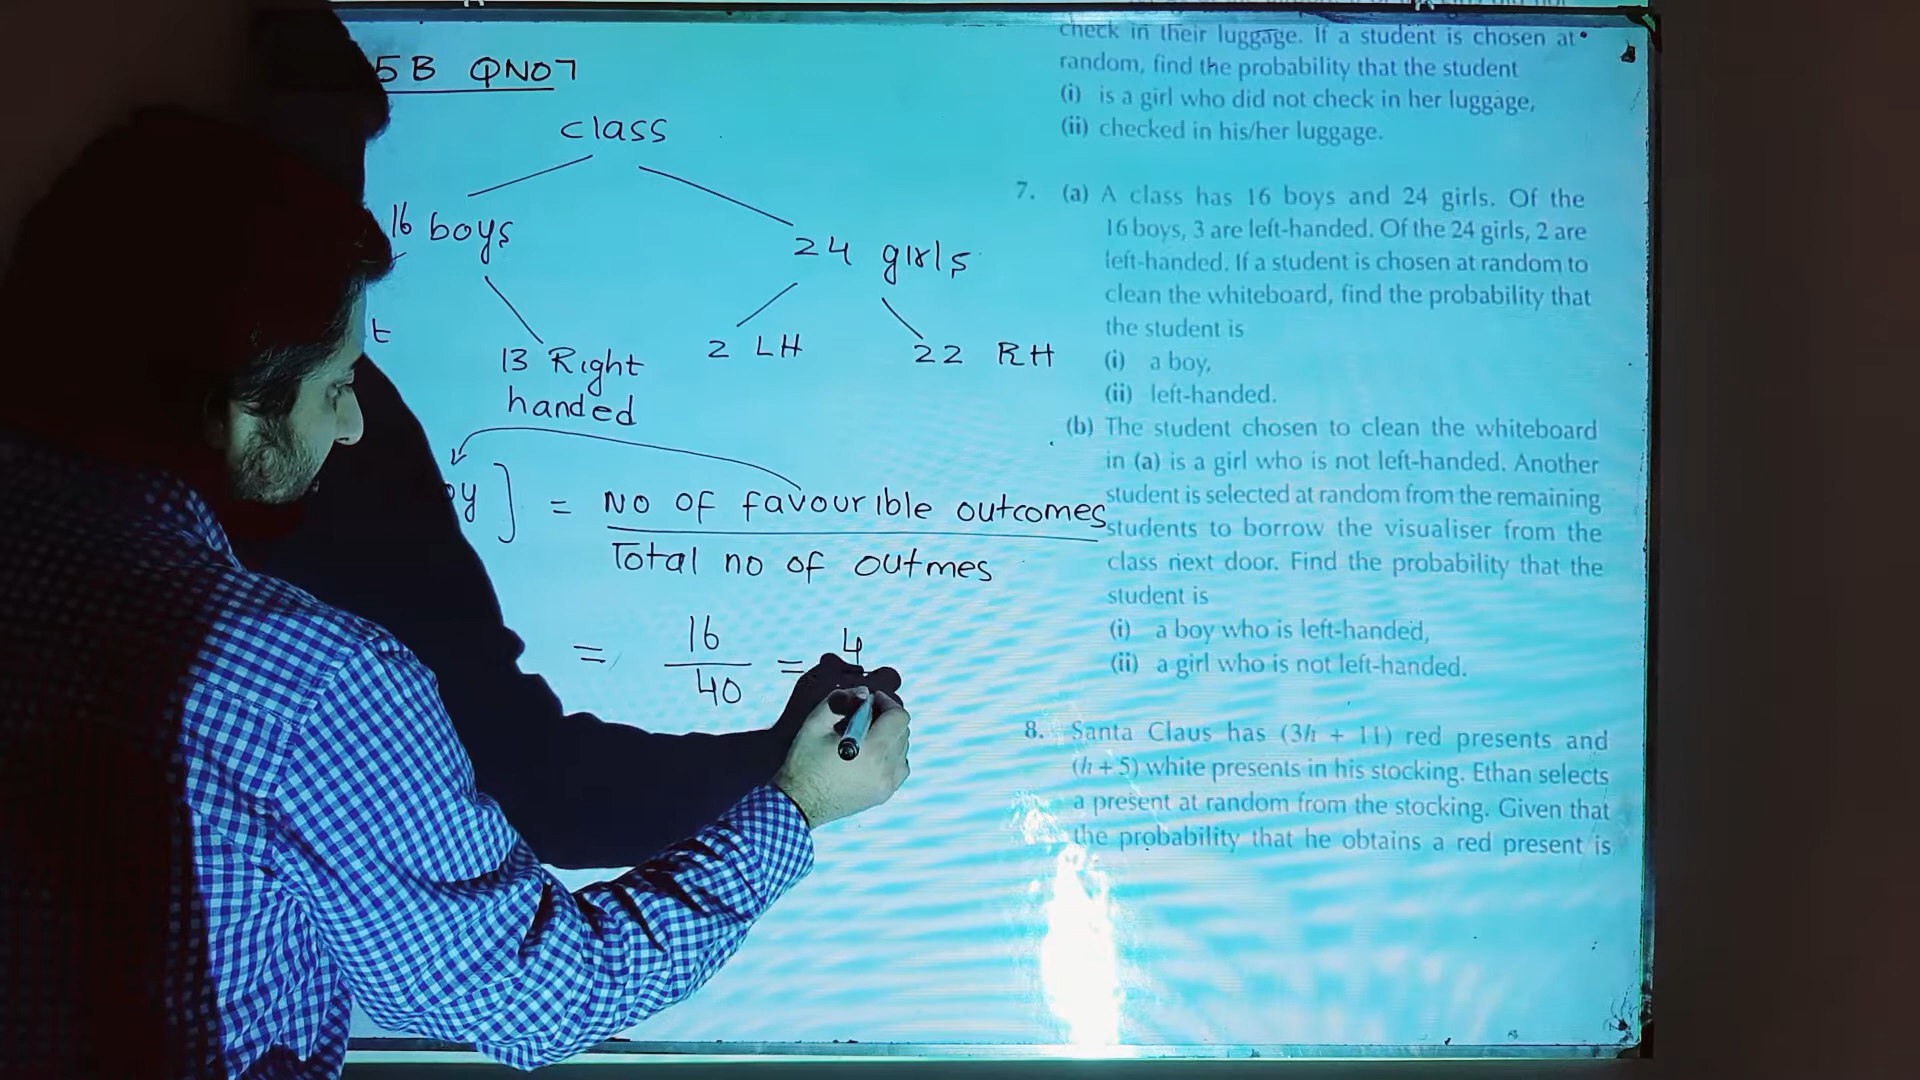 5B QNO7
class
16 boys
24 girls
t
13 Right
handed
2 LH
22 RH
oy ] = No of favourible outcomes
Total no of outmes
= 16
40
= 4
check in their luggage. If a student is chosen at
random, find the probability that the student
(i) is a girl who did not check in her luggage,
(ii) checked in his/her luggage.
7. (a) A class has 16 boys and 24 girls. Of the
16 boys, 3 are left-handed. Of the 24 girls, 2 are
left-handed. If a student is chosen at random to
clean the whiteboard, find the probability that
the student is
(i) a boy,
(ii) left-handed.
(b) The student chosen to clean the whiteboard
in (a) is a girl who is not left-handed. Another
student is selected at random from the remaining
students to borrow the visualiser from the
class next door. Find the probability that the
student is
(i) a boy who is left-handed,
(ii) a girl who is not left-handed.
8. Santa Claus has (3h + 11) red presents and
(h + 5) white presents in his stocking. Ethan selects
a present at random from the stocking. Given that
the probability that he obtains a red present is